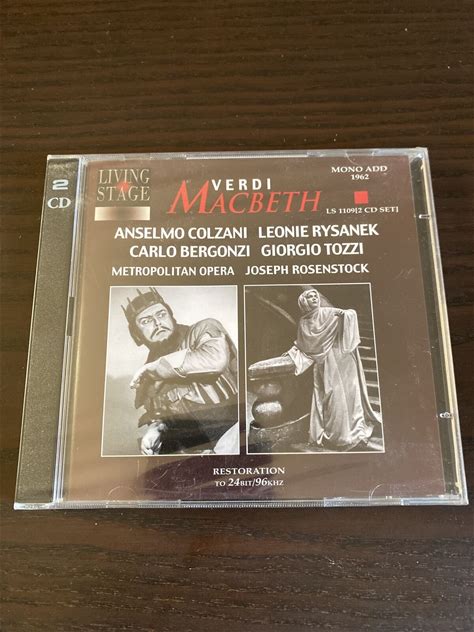 2
CD
LIVING
STAGE
VERDI
MACBETH
MONO ADD
1962
LS 1109[2 CD SET]
ANSELMO COLZANI LEONIE RYSANEK
CARLO BERGONZI GIORGIO TOZZI
METROPOLITAN OPERA JOSEPH ROSENSTOCK
RESTORATION
TO 24BIT/96KHZ